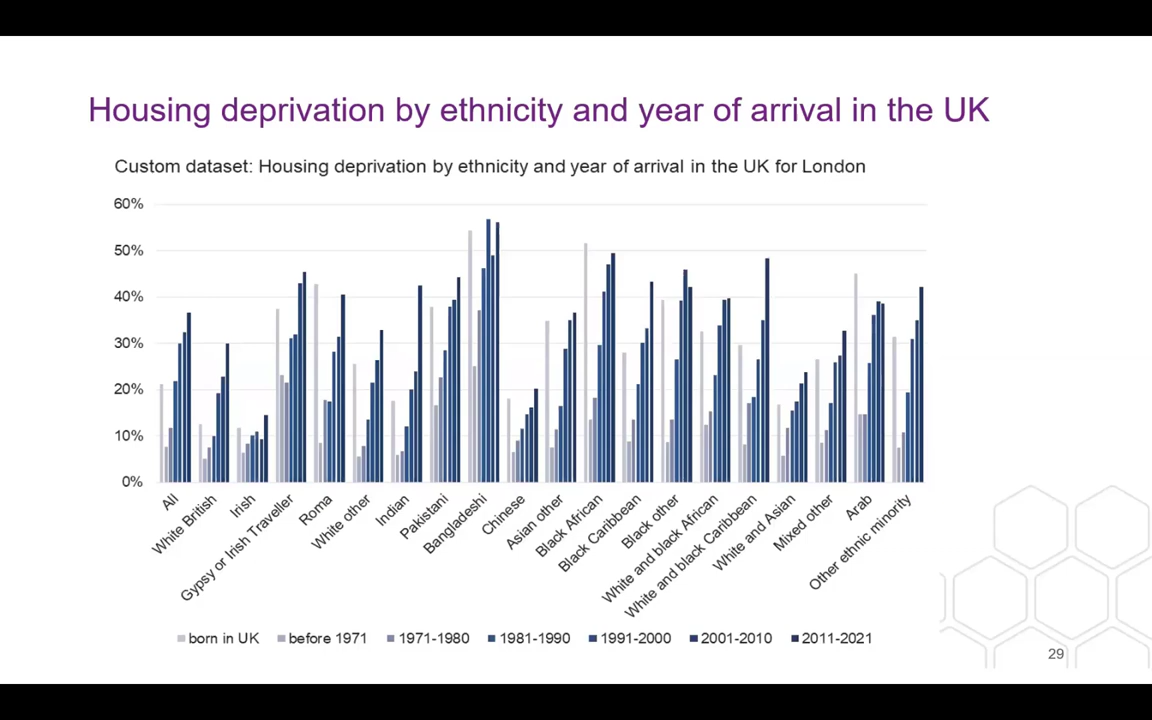 Housing deprivation by ethnicity and year of arrival in the UK
Custom dataset: Housing deprivation by ethnicity and year of arrival in the UK for London
60%
50%
40%
30%
20%
10%
0%
All
White British
Irish
Gypsy or Irish Traveller
Roma
White other
Indian
Pakistani
Bangladeshi
Chinese
Asian other
Black African
Black Caribbean
Black other
White and black African
White and black Caribbean
White and Asian
Mixed other
Arab
Other ethnic minority
born in UK before 1971 1971-1980 1981-1990 1991-2000 2001-2010 2011-2021
29